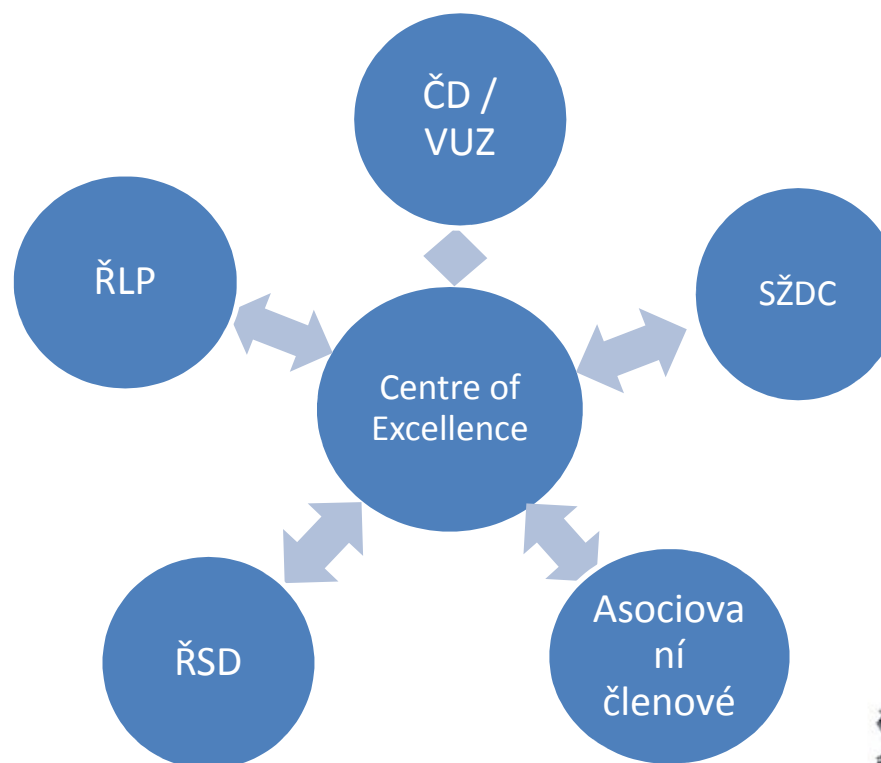 ČD /
VUZ
ŘLP
SŽDC
Centre of
Excellence
ŘSD
Asociova
ní
členové